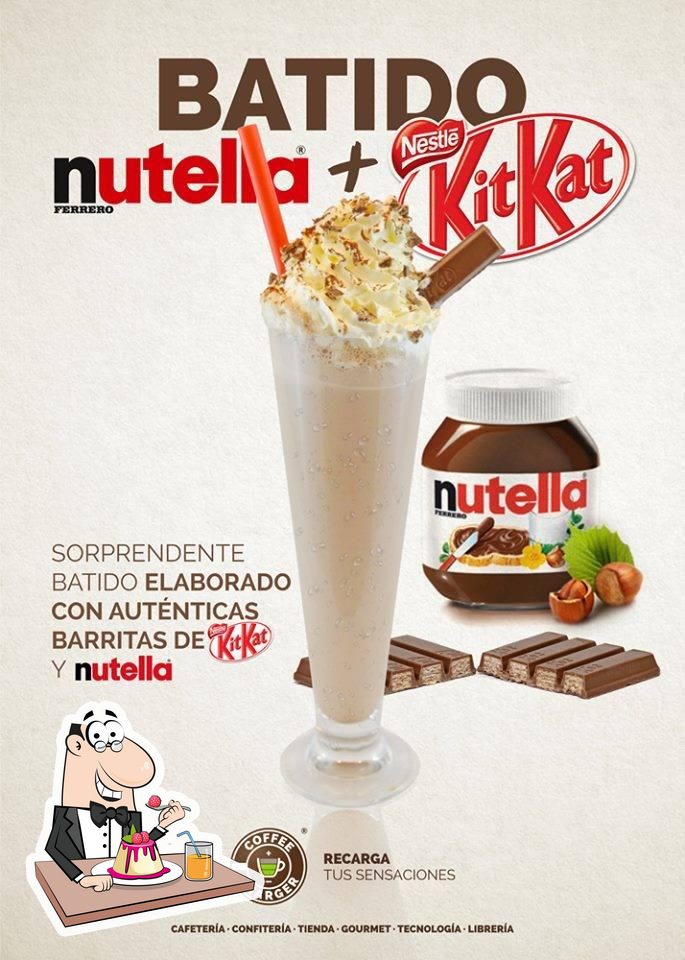 BATIDO
nutella® + Nestlé KitKat
FERRERO
nutella
FERRERO
SORPRENDENTE
BATIDO ELABORADO
CON AUTÉNTICAS
BARRITAS DE Nestlé KitKat
Y nutella
COFFEE ®
RECARGA
TUS SENSACIONES
CAFETERÍA · CONFITERÍA · TIENDA · GOURMET · TECNOLOGÍA · LIBRERÍA